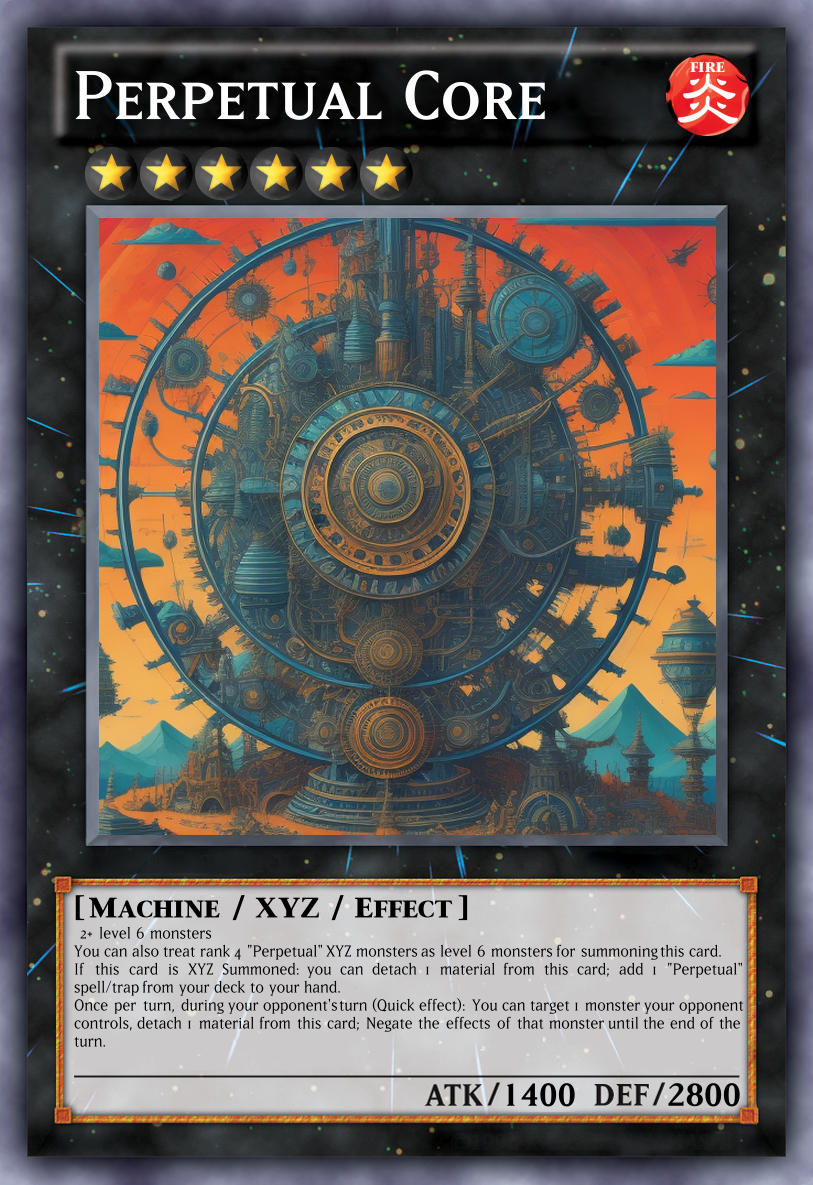 Perpetual Core
FIRE
炎
[ Machine / XYZ / Effect ]
2+ level 6 monsters
You can also treat rank 4 "Perpetual" XYZ monsters as level 6 monsters for summoning this card.
If this card is XYZ Summoned: you can detach 1 material from this card; add 1 "Perpetual"
spell/trap from your deck to your hand.
Once per turn, during your opponent's turn (Quick effect): You can target 1 monster your opponent
controls, detach 1 material from this card; Negate the effects of that monster until the end of the
turn.
ATK/1400 DEF/2800